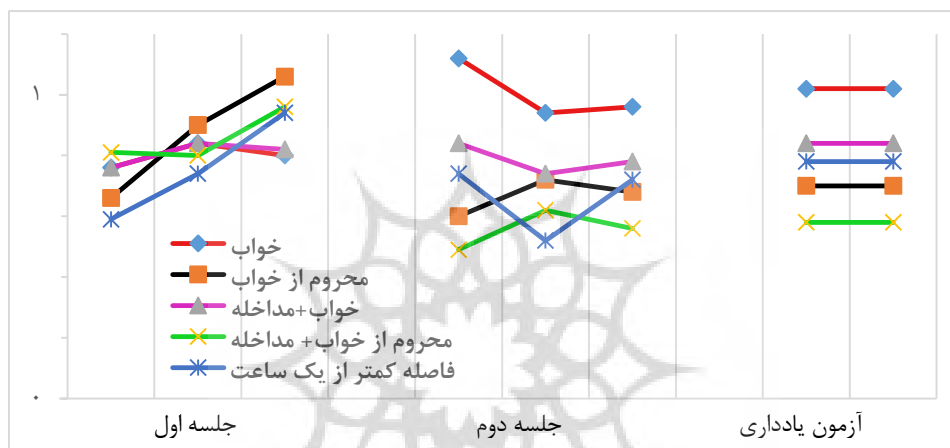 ۱
۰
خواب
محروم از خواب
خواب+مداخله
محروم از خواب+ مداخله
فاصله کمتر از یک ساعت
جلسه اول
جلسه دوم
آزمون یادداری